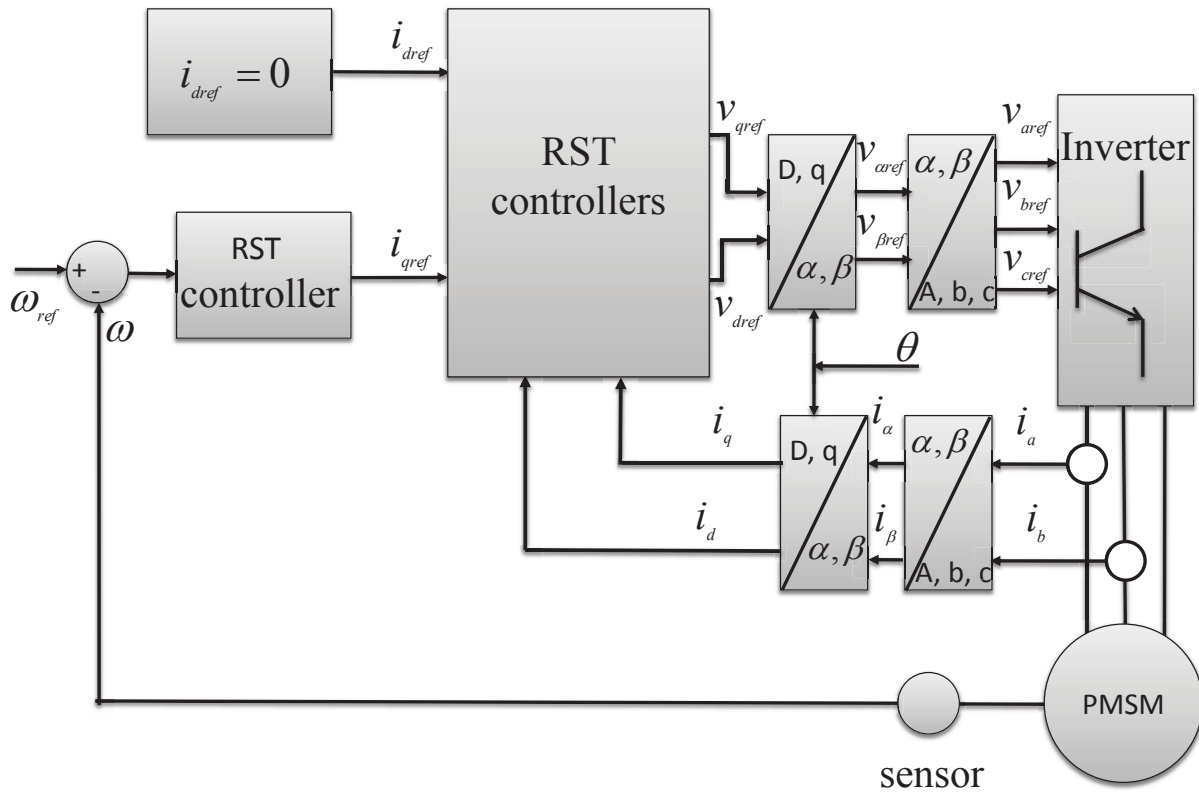 i_dref = 0
i_dref
RST
controllers
v_qref
v_dref
D, q
α, β
v_αref
v_βref
α, β
A, b, c
v_aref
v_bref
v_cref
Inverter
ω_ref
+
-
ω
RST
controller
i_qref
θ
i_q
i_d
D, q
α, β
i_α
i_β
α, β
A, b, c
i_a
i_b
PMSM
sensor